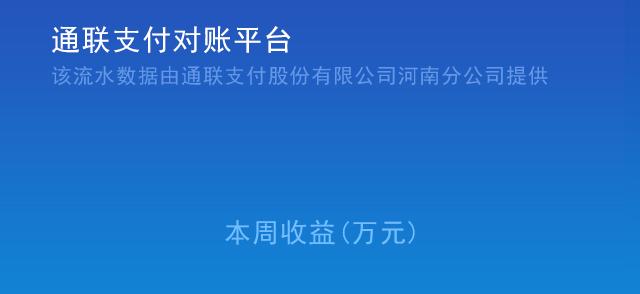 通联支付对账平台
该流水数据由通联支付股份有限公司河南分公司提供
本周收益(万元)